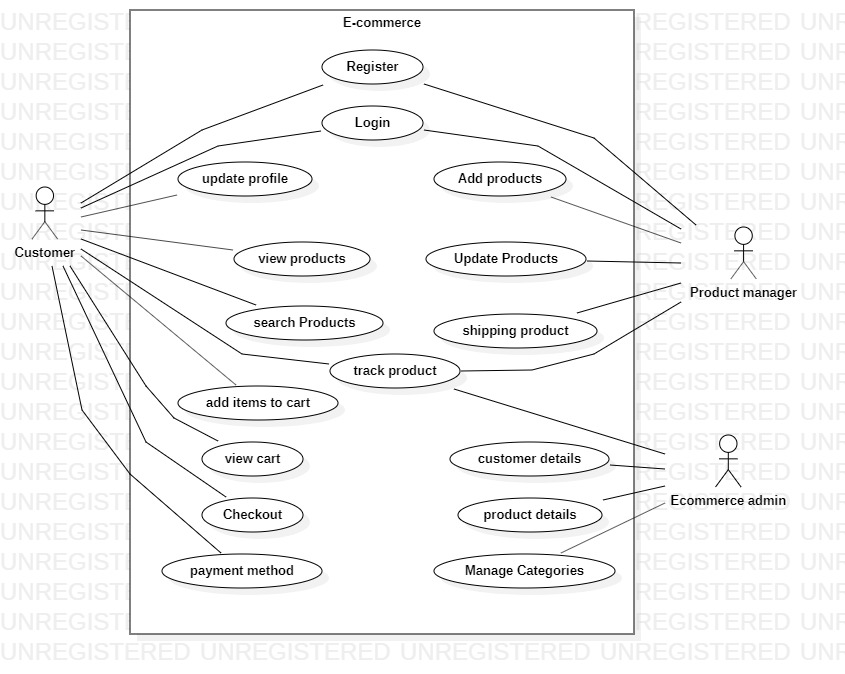 E-commerce
Register
Login
update profile
Add products
Customer
view products
Update Products
Product manager
search Products
shipping product
track product
add items to cart
view cart
customer details
Ecommerce admin
Checkout
product details
payment method
Manage Categories
UNREGISTERED UNREGISTERED UNREGISTERED UNREGISTERED